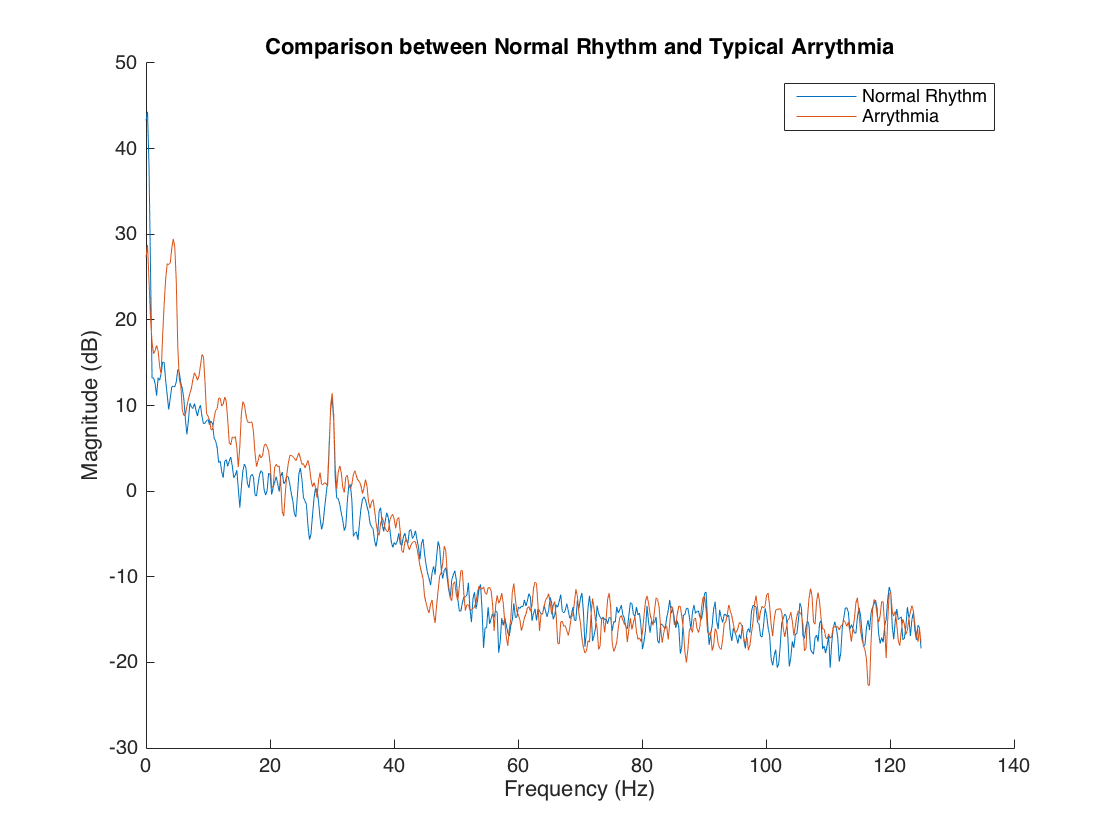 Comparison between Normal Rhythm and Typical Arrythmia
Normal Rhythm
Arrythmia
Magnitude (dB)
50
40
30
20
10
0
-10
-20
-30
0 20 40 60 80 100 120 140
Frequency (Hz)